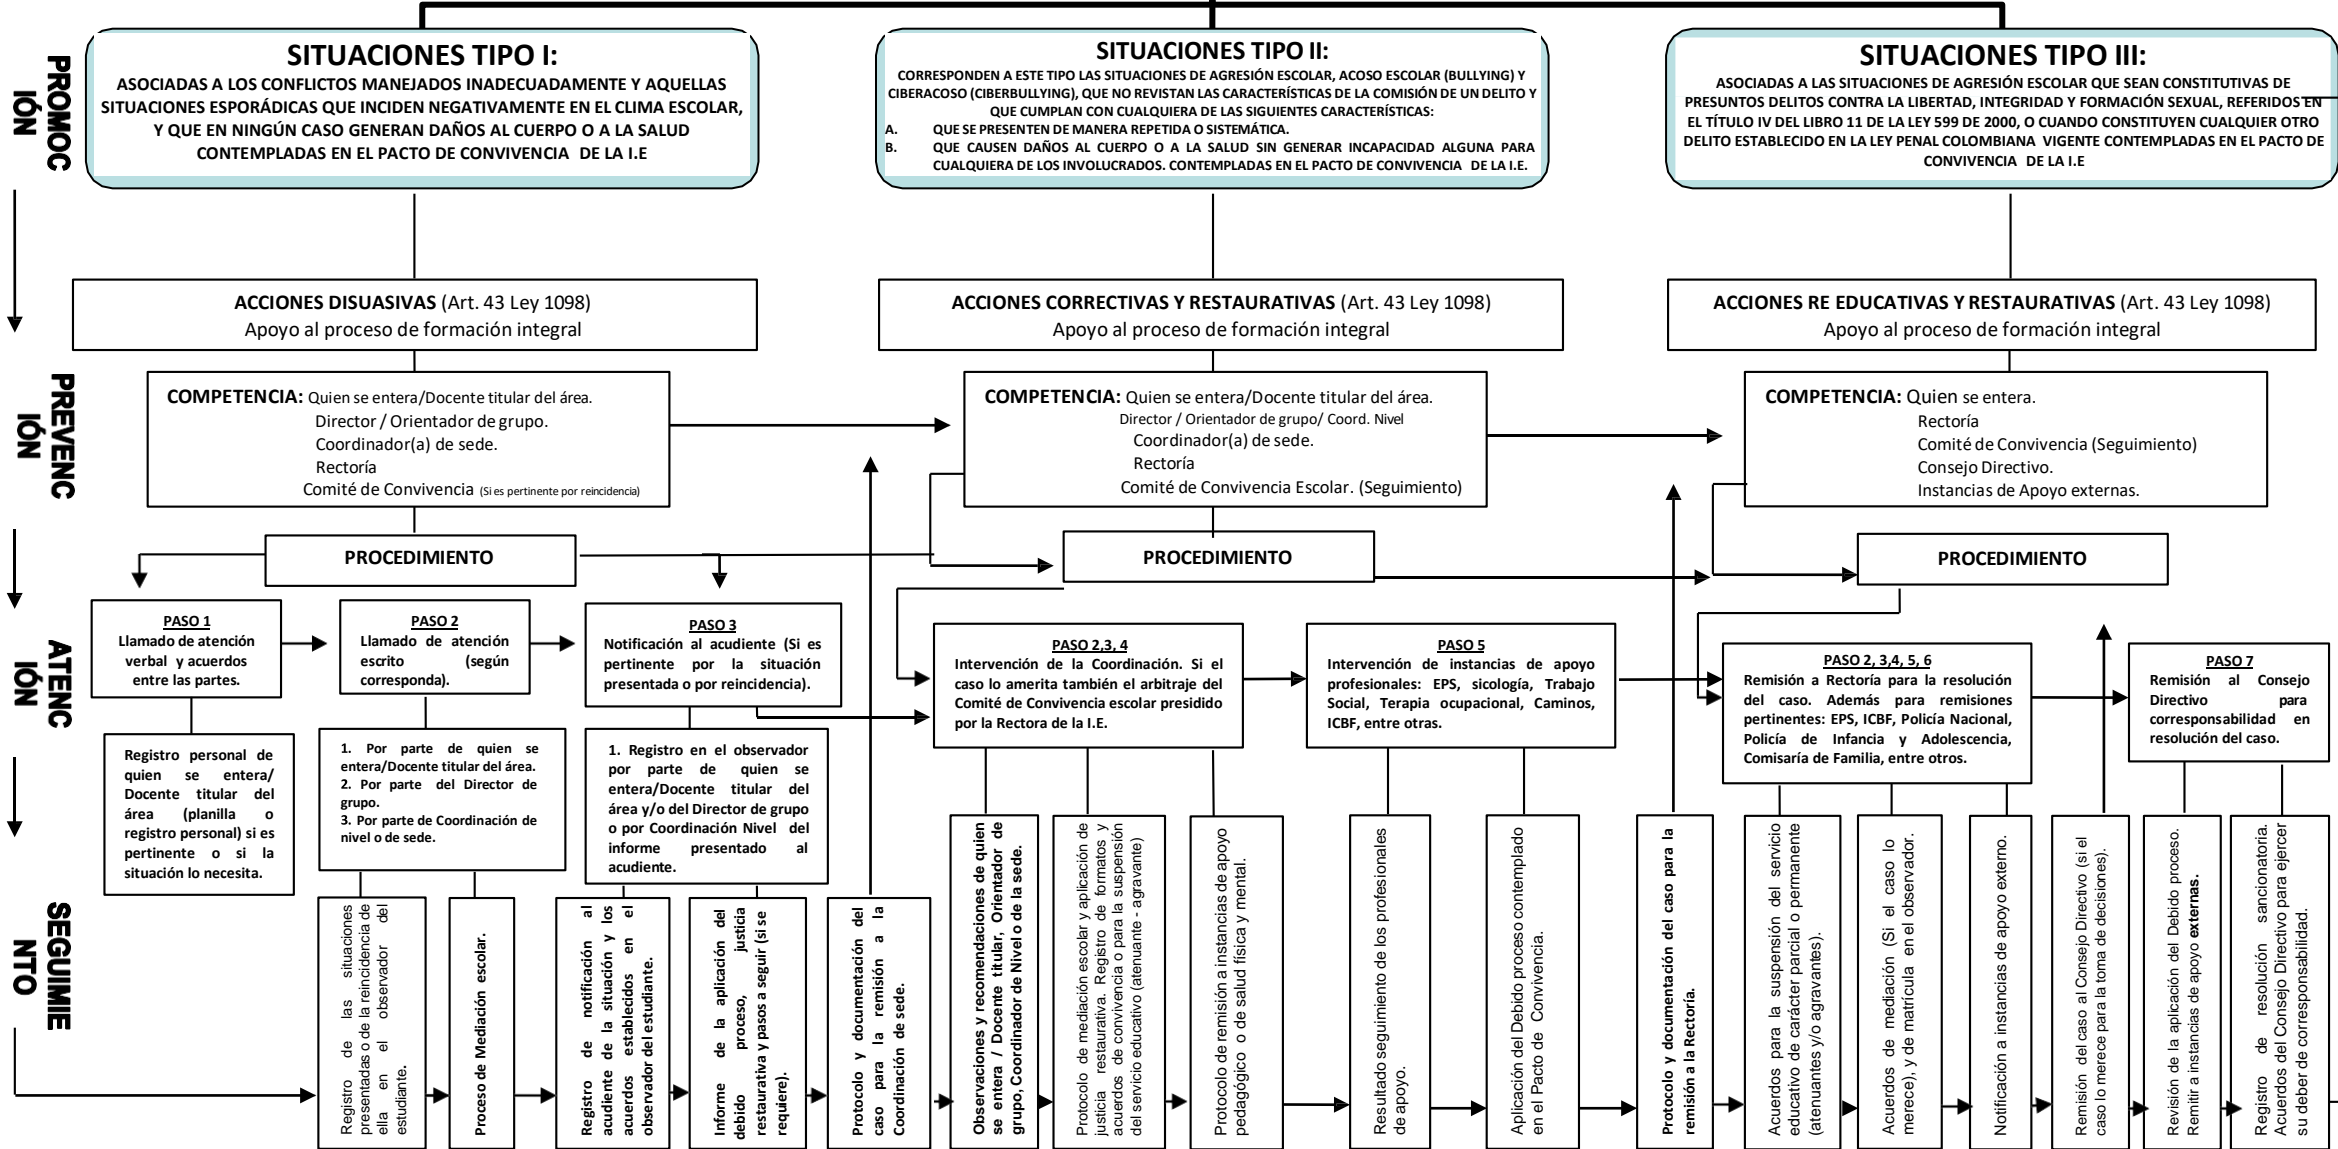 PROMOC
IÓN
PREVENC
IÓN
ATENC
IÓN
SEGUIMIE
NTO
SITUACIONES TIPO I:
ASOCIADAS A LOS CONFLICTOS MANEJADOS INADECUADAMENTE Y AQUELLAS
SITUACIONES ESPORÁDICAS QUE INCIDEN NEGATIVAMENTE EN EL CLIMA ESCOLAR,
Y QUE EN NINGÚN CASO GENERAN DAÑOS AL CUERPO O A LA SALUD
CONTEMPLADAS EN EL PACTO DE CONVIVENCIA DE LA I.E
SITUACIONES TIPO II:
CORRESPONDEN A ESTE TIPO LAS SITUACIONES DE AGRESIÓN ESCOLAR, ACOSO ESCOLAR (BULLYING) Y
CIBERACOSO (CIBERBULLYING), QUE NO REVISTAN LAS CARACTERÍSTICAS DE LA COMISIÓN DE UN DELITO Y
QUE CUMPLAN CON CUALQUIERA DE LAS SIGUIENTES CARACTERÍSTICAS:
A. QUE SE PRESENTEN DE MANERA REPETIDA O SISTEMÁTICA.
B. QUE CAUSEN DAÑOS AL CUERPO O A LA SALUD SIN GENERAR INCAPACIDAD ALGUNA PARA
CUALQUIERA DE LOS INVOLUCRADOS. CONTEMPLADAS EN EL PACTO DE CONVIVENCIA DE LA I.E.
SITUACIONES TIPO III:
ASOCIADAS A LAS SITUACIONES DE AGRESIÓN ESCOLAR QUE SEAN CONSTITUTIVAS DE
PRESUNTOS DELITOS CONTRA LA LIBERTAD, INTEGRIDAD Y FORMACIÓN SEXUAL, REFERIDOS EN
EL TÍTULO IV DEL LIBRO 11 DE LA LEY 599 DE 2000, O CUANDO CONSTITUYEN CUALQUIER OTRO
DELITO ESTABLECIDO EN LA LEY PENAL COLOMBIANA VIGENTE CONTEMPLADAS EN EL PACTO DE
CONVIVENCIA DE LA I.E
ACCIONES DISUASIVAS (Art. 43 Ley 1098)
Apoyo al proceso de formación integral
ACCIONES CORRECTIVAS Y RESTAURATIVAS (Art. 43 Ley 1098)
Apoyo al proceso de formación integral
ACCIONES RE EDUCATIVAS Y RESTAURATIVAS (Art. 43 Ley 1098)
Apoyo al proceso de formación integral
COMPETENCIA: Quien se entera/Docente titular del área.
Director / Orientador de grupo.
Coordinador(a) de sede.
Rectoría
Comité de Convivencia (Si es pertinente por reincidencia)
COMPETENCIA: Quien se entera/Docente titular del área.
Director / Orientador de grupo/ Coord. Nivel
Coordinador(a) de sede.
Rectoría
Comité de Convivencia Escolar. (Seguimiento)
COMPETENCIA: Quien se entera.
Rectoría
Comité de Convivencia (Seguimiento)
Consejo Directivo.
Instancias de Apoyo externas.
PROCEDIMIENTO
PROCEDIMIENTO
PROCEDIMIENTO
PASO 1
Llamado de atención
verbal y acuerdos
entre las partes.
PASO 2
Llamado de atención
escrito (según
corresponda).
PASO 3
Notificación al acudiente (Si es
pertinente por la situación
presentada o por reincidencia).
PASO 2,3, 4
Intervención de la Coordinación. Si el
caso lo amerita también el arbitraje del
Comité de Convivencia escolar presidido
por la Rectora de la I.E.
PASO 5
Intervención de instancias de apoyo
profesionales: EPS, sicología, Trabajo
Social, Terapia ocupacional, Caminos,
ICBF, entre otras.
PASO 2, 3,4, 5, 6
Remisión a Rectoría para la resolución
del caso. Además para remisiones
pertinentes: EPS, ICBF, Policía Nacional,
Policía de Infancia y Adolescencia,
Comisaría de Familia, entre otros.
PASO 7
Remisión al Consejo
Directivo para
corresponsabilidad en
resolución del caso.
Registro personal de
quien se entera/
Docente titular del
área (planilla o
registro personal) si es
pertinente o si la
situación lo necesita.
1. Por parte de quien se
entera/Docente titular del área.
2. Por parte del Director de
grupo.
3. Por parte de Coordinación de
nivel o de sede.
1. Registro en el observador
por parte de quien se
entera/Docente titular del
área y/o del Director de grupo
o por Coordinación Nivel del
informe presentado al
acudiente.
Registro de las situaciones
presentadas o de la reincidencia de
ella en el observador del
estudiante.
Proceso de Mediación escolar.
Registro de notificación al
acudiente de la situación y los
acuerdos establecidos en el
observador del estudiante.
Informe de la aplicación del
debido proceso, justicia
restaurativa y pasos a seguir (si se
requiere).
Protocolo y documentación del
caso para la remisión a la
Coordinación de sede.
Observaciones y recomendaciones de quien
se entera / Docente titular, Orientador de
grupo, Coordinador de Nivel o de la sede.
Protocolo de mediación escolar y aplicación de
justicia restaurativa. Registro de formatos y
acuerdos de convivencia o para la suspensión
del servicio educativo (atenuante - agravante)
Protocolo de remisión a instancias de apoyo
pedagógico o de salud física y mental.
Resultado seguimiento de los profesionales
de apoyo.
Aplicación del Debido proceso contemplado
en el Pacto de Convivencia.
Protocolo y documentación del caso para la
remisión a la Rectoría.
Acuerdos para la suspensión del servicio
educativo de carácter parcial o permanente
(atenuantes y/o agravantes).
Acuerdos de mediación (Si el caso lo
merece), y de matrícula en el observador.
Notificación a instancias de apoyo externo.
Remisión del caso al Consejo Directivo (si el
caso lo merece para la toma de decisiones).
Revisión de la aplicación del Debido proceso.
Remitir a instancias de apoyo externas.
Registro de resolución sancionatoria.
Acuerdos del Consejo Directivo para ejercer
su deber de corresponsabilidad.